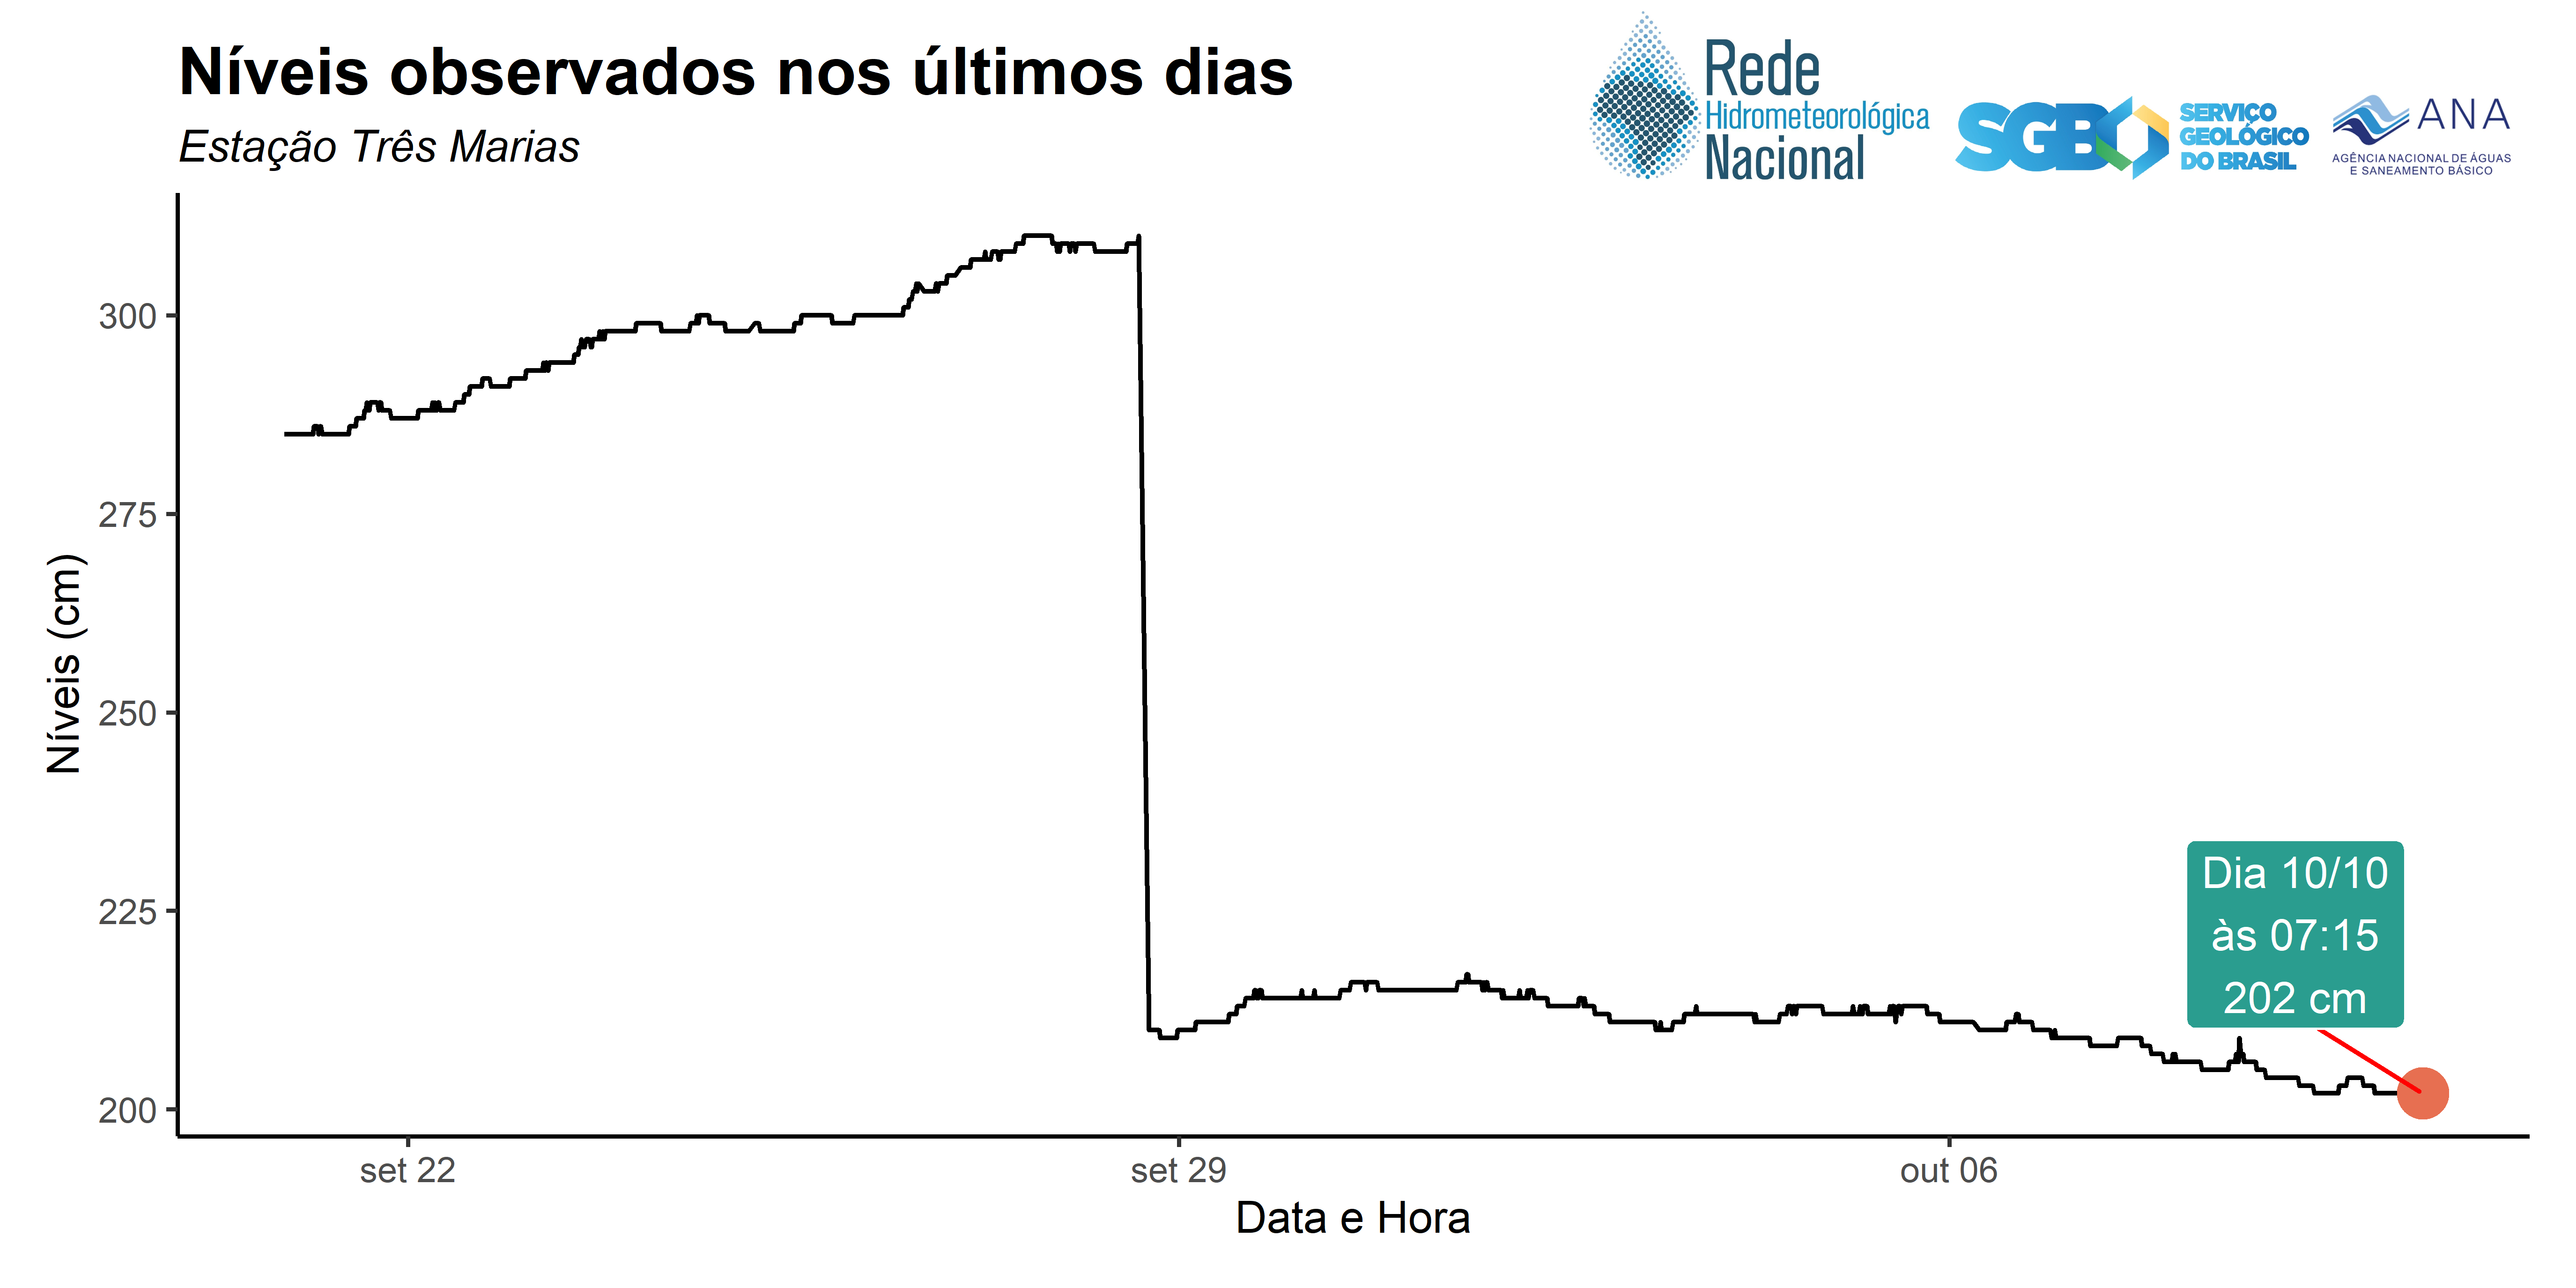 Níveis observados nos últimos dias
Estação Três Marias
Rede
Hidrometeorológica
Nacional
SGB
SERVIÇO
GEOLÓGICO
DO BRASIL
ANA
AGÊNCIA NACIONAL DE ÁGUAS
E SANEAMENTO BÁSICO
Níveis (cm)
300
275
250
225
200
Dia 10/10
às 07:15
202 cm
set 22
set 29
out 06
Data e Hora